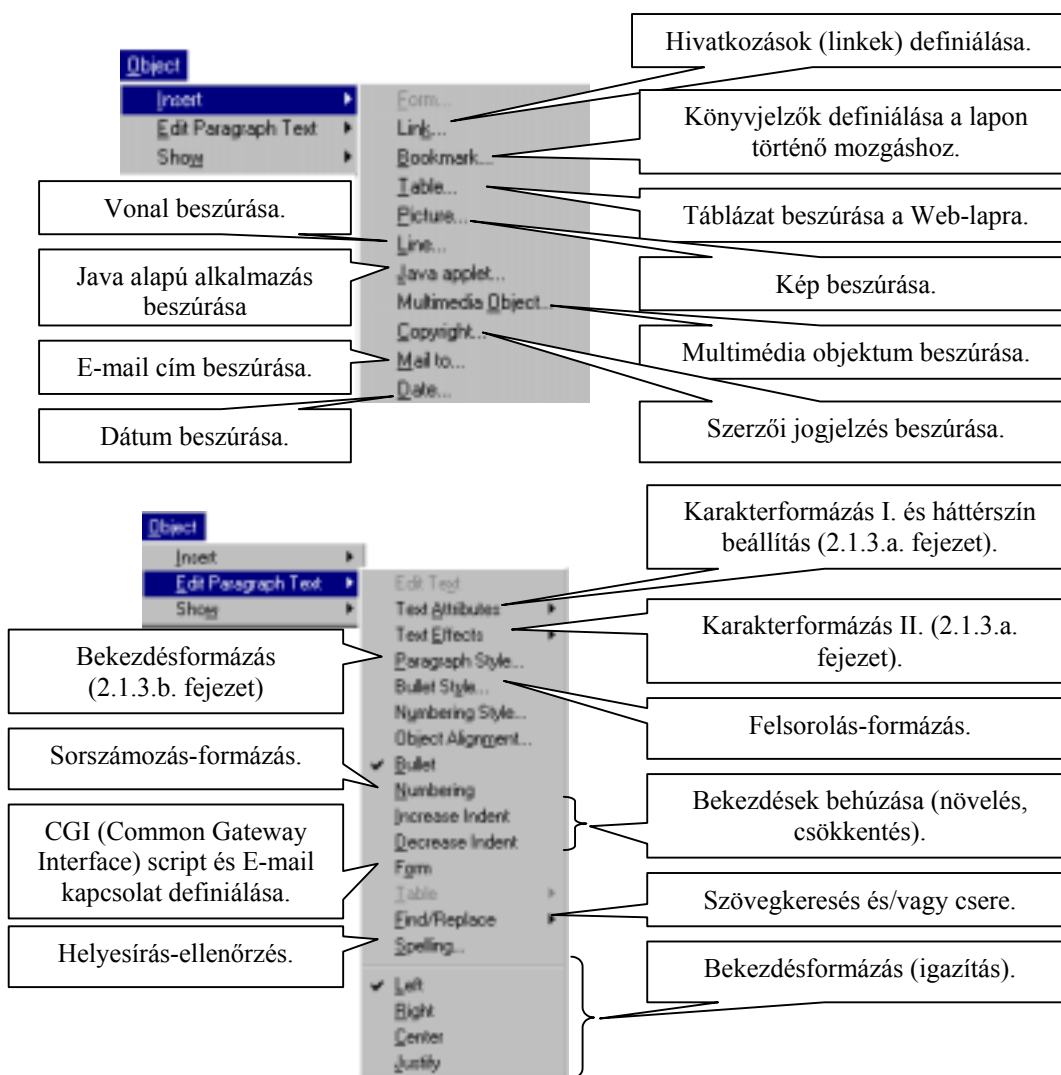 Hivatkozások (linkek) definiálása.
Object
Insert
Form...
Edit Paragraph Text
Link...
Könyvjelzők definiálása a lapon
történő mozgáshoz.
Show
Bookmark...
Table...
Vonal beszúrása.
Picture...
Táblázat beszúrása a Web-lapra.
Line...
Java alapú alkalmazás
beszúrása
Java applet...
Kép beszúrása.
Multimedia Object...
Copyright...
E-mail cím beszúrása.
Mail to...
Multimédia objektum beszúrása.
Date...
Dátum beszúrása.
Szerzői jogjelzés beszúrása.
Karakterformázás I. és háttérszín
beállítás (2.1.3.a. fejezet).
Object
Insert
Edit Paragraph Text
Edit Text
Show
Text Attributes
Text Effects
Karakterformázás II. (2.1.3.a.
fejezet).
Bekezdésformázás
(2.1.3.b. fejezet)
Paragraph Style...
Bullet Style...
Numbering Style...
Felsorolás-formázás.
Object Alignment...
Sorszámozás-formázás.
Bullet
Numbering
Bekezdések behúzása (növelés,
csökkentés).
Increase Indent
Decrease Indent
CGI (Common Gateway
Interface) script és E-mail
kapcsolat definiálása.
Form
Table
Szövegkeresés és/vagy csere.
Find/Replace
Helyesírás-ellenőrzés.
Spelling...
Bekezdésformázás (igazítás).
Left
Right
Center
Justify